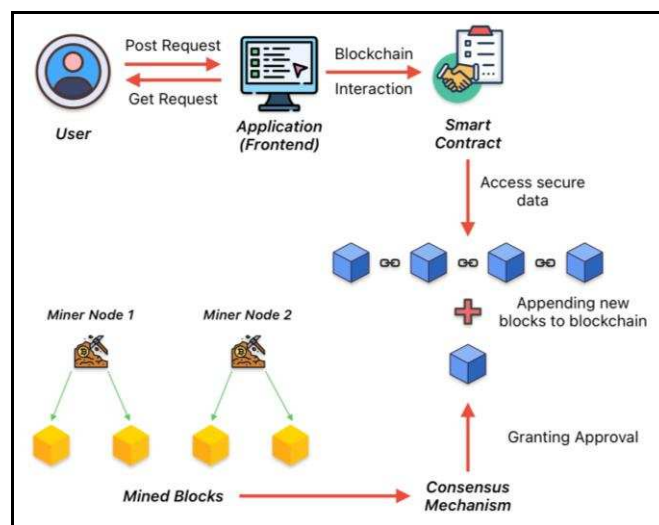 Post Request
Get Request
User
Application
(Frontend)
Blockchain
Interaction
Smart
Contract
Access secure
data
Appending new
blocks to blockchain
Miner Node 1
Miner Node 2
Granting Approval
Mined Blocks
Consensus
Mechanism